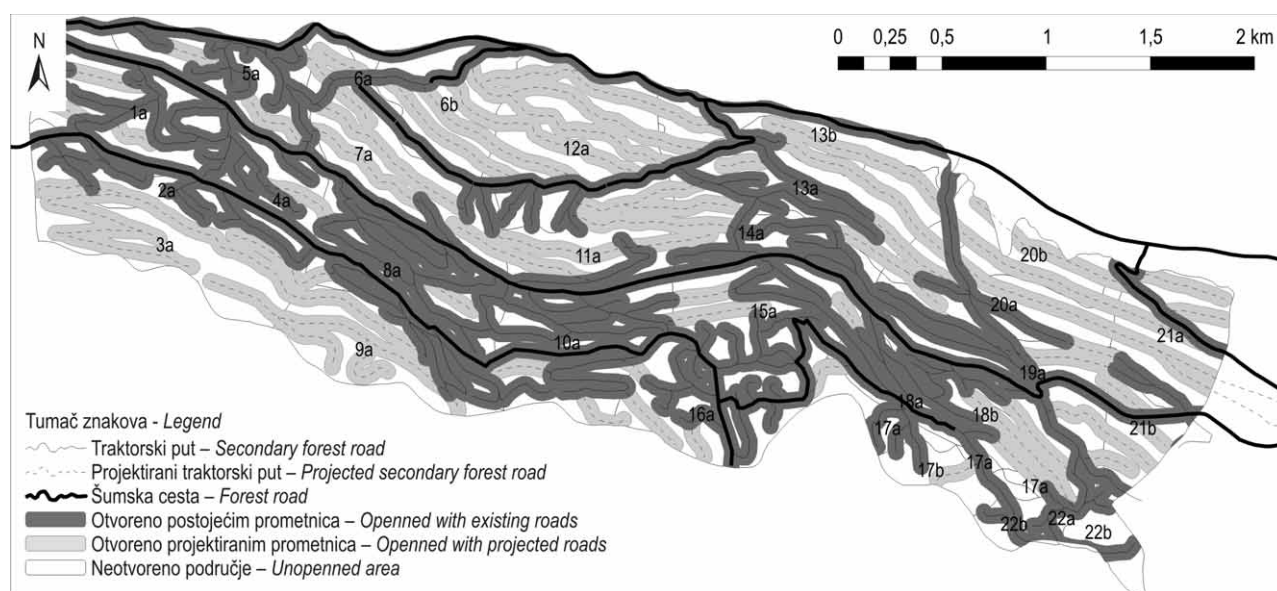 N
0 0,25 0,5 1 1,5 2 km
5a
6a
6b
1a
13b
12a
7a
2a
4a
13a
3a
14a
11a
20b
8a
20a
15a
21a
10a
9a
19a
16a
18a
18b
21b
17a
17b
17a
17a
22b
22a
22b
Tumač znakova - Legend
Traktorski put – Secondary forest road
Projektirani traktorski put – Projected secondary forest road
Šumska cesta – Forest road
Otvoreno postojećim prometnica – Openned with existing roads
Otvoreno projektiranim prometnica – Openned with projected roads
Neotvoreno područje – Unopenned area